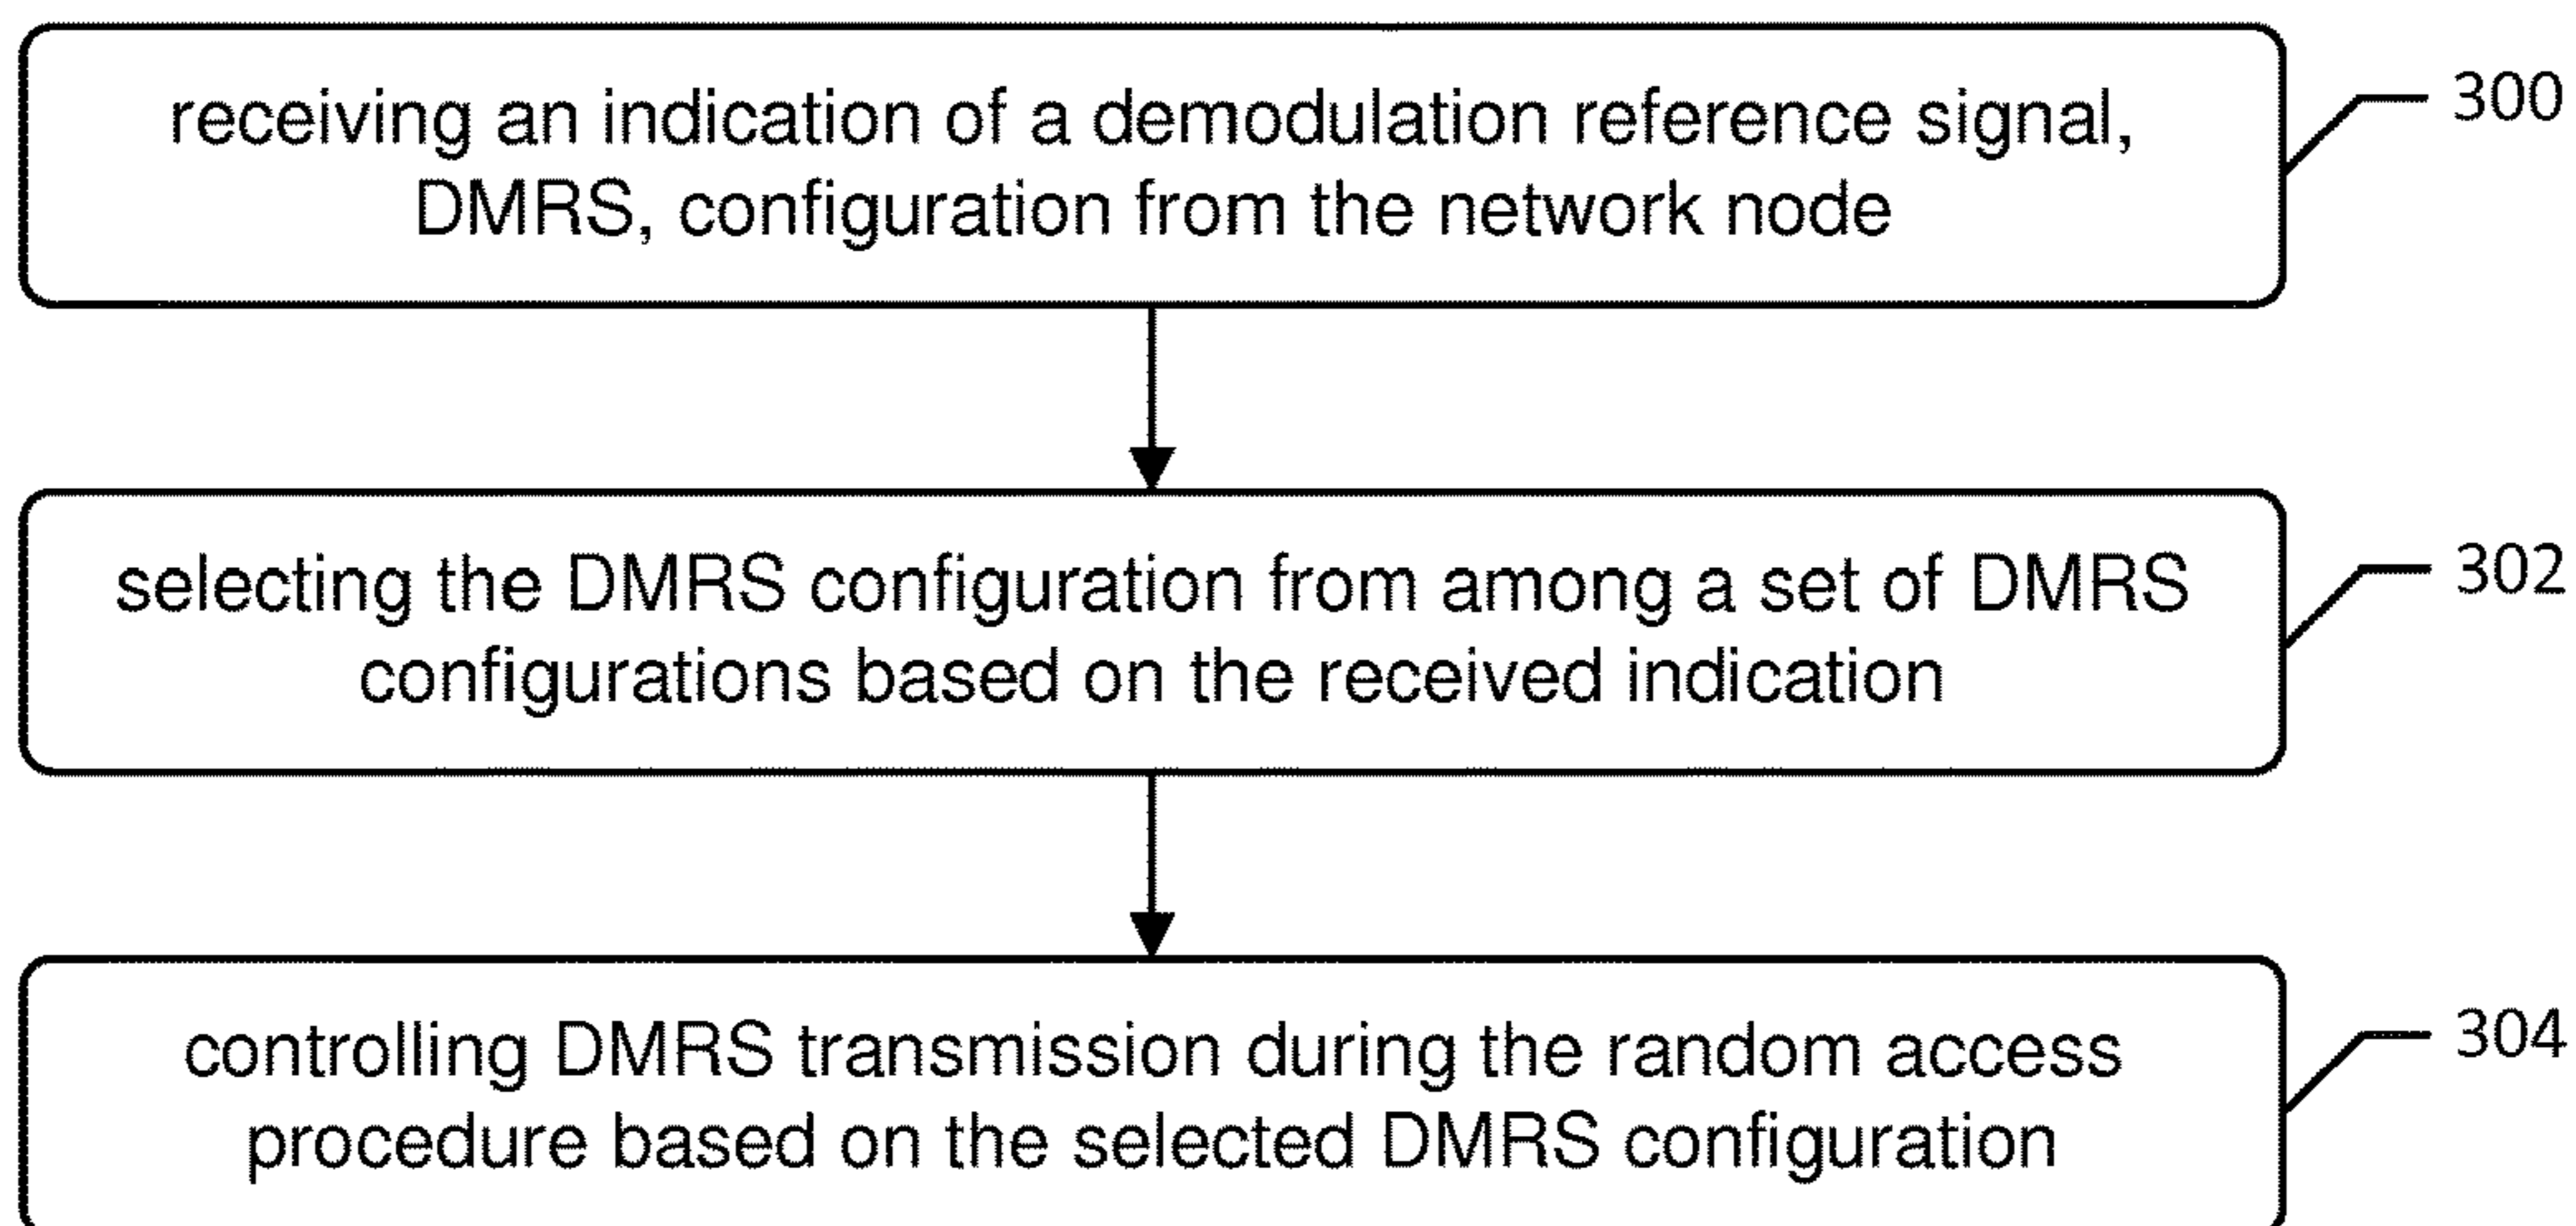 receiving an indication of a demodulation reference signal,
DMRS, configuration from the network node
300
selecting the DMRS configuration from among a set of DMRS
configurations based on the received indication
302
controlling DMRS transmission during the random access
procedure based on the selected DMRS configuration
304